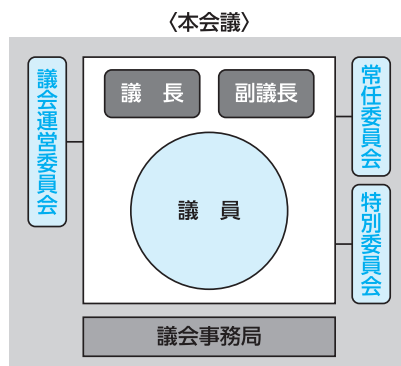 〈本会議〉
議会運営委員会
議 長
副議長
常任委員会
議 員
特別委員会
議会事務局